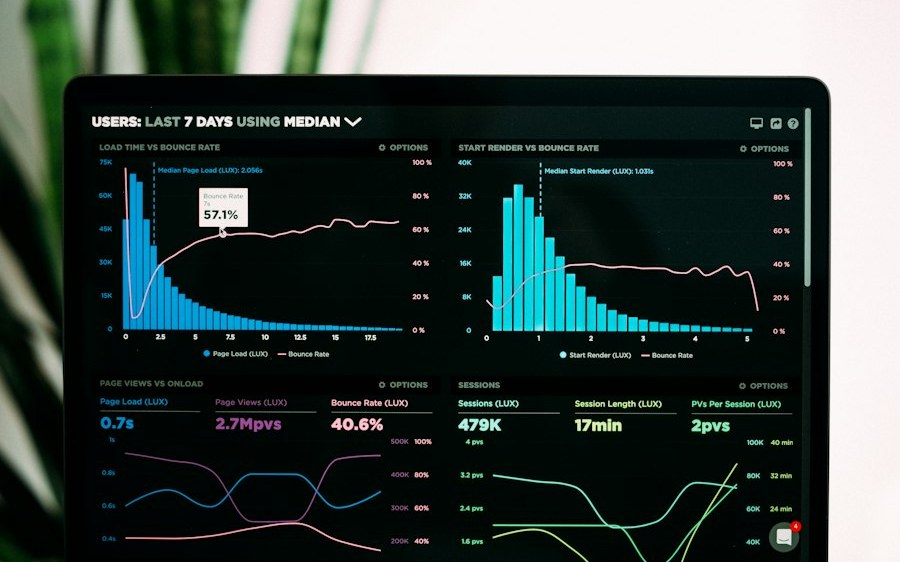 USERS: LAST 7 DAYS USING MEDIAN
LOAD TIME VS BOUNCE RATE
OPTIONS
75K
100 %
Median Page Load (LUX): 2.056s
60K
80 %
Bounce Rate
7s
57.1%
45K
60 %
30K
40 %
15K
20 %
0
0 %
0 2.5 5 7.5 10 12.5 15 17.5
Page Load (LUX) Bounce Rate
START RENDER VS BOUNCE RATE
OPTIONS
40K
100 %
Median Start Render (LUX): 1.031s
32K
80 %
24K
60 %
16K
40 %
8K
20 %
0
0 %
0 1 2 3 4 5
Start Render (LUX) Bounce Rate
PAGE VIEWS VS ONLOAD
OPTIONS
Page Load (LUX) Page Views (LUX) Bounce Rate (LUX)
0.7s 2.7Mpvs 40.6%
1s 500K 100%
0.8s 400K 80%
0.6s 300K 60%
0.4s 200K 40%
SESSIONS
OPTIONS
Sessions (LUX) Session Length (LUX) PVs Per Session (LUX)
479K 17min 2pvs
4 pvs 100K 40 min
3.2 pvs 80K 32 min
2.4 pvs 60K 24 min
1.6 pvs 40K
4